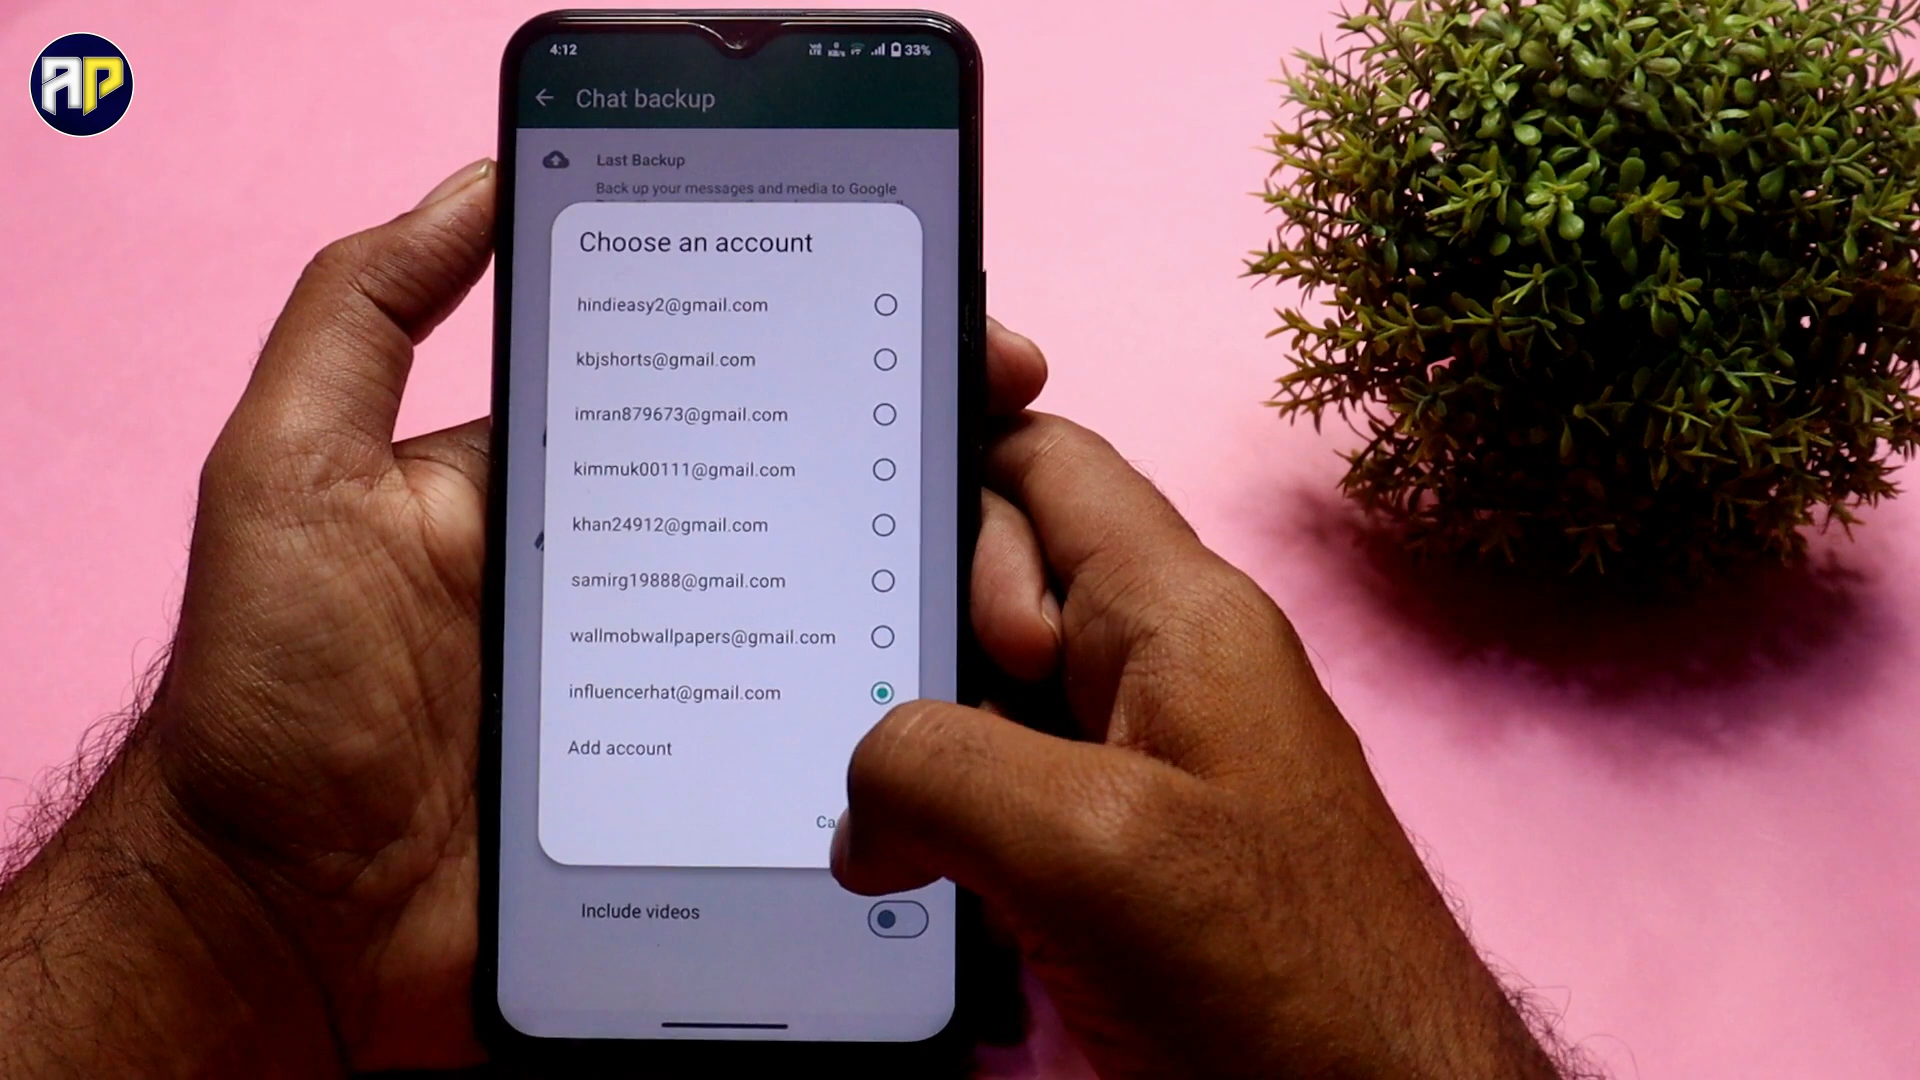 AP
4:12
33%
Chat backup
Last Backup
Back up your messages and media to Google
Choose an account
hindieasy2@gmail.com
kbjshorts@gmail.com
imran879673@gmail.com
kimmuk00111@gmail.com
khan24912@gmail.com
samirg19888@gmail.com
wallmobwallpapers@gmail.com
influencerhat@gmail.com
Add account
Ca
Include videos